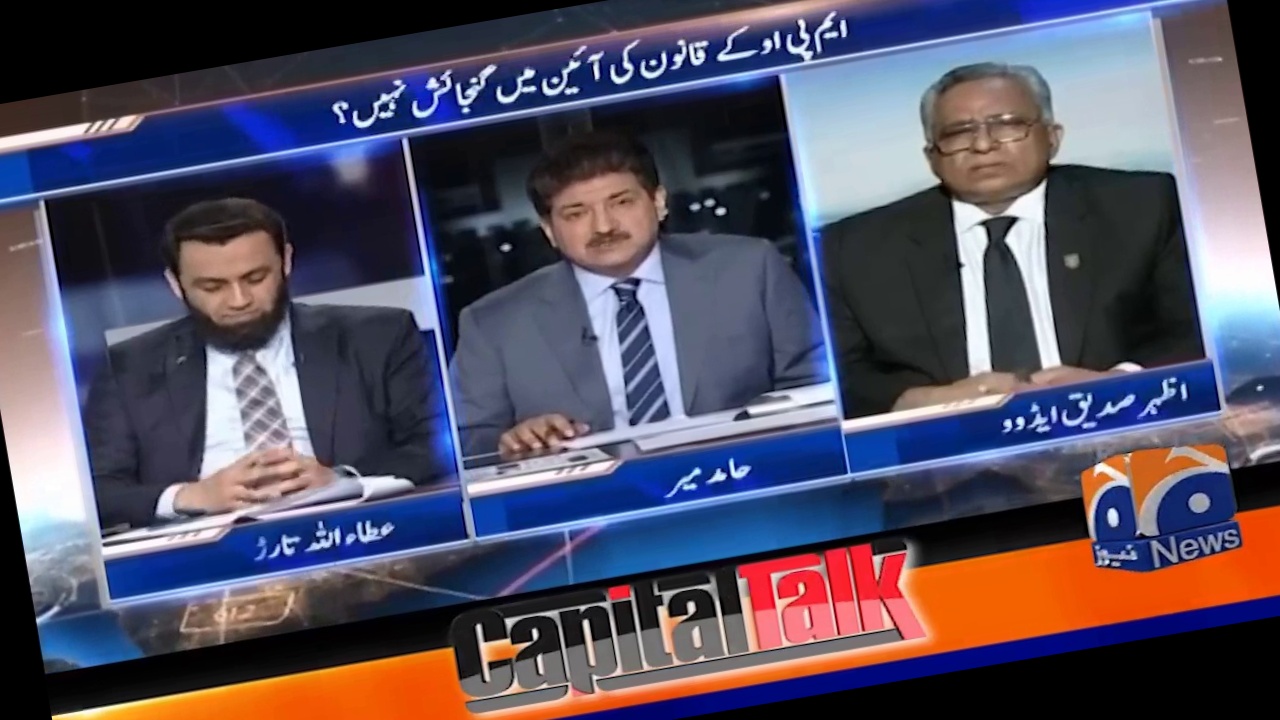 ایم پی او کے قانون کی آئین میں گنجائش نہیں؟
عطاء اللہ تارڑ
حامد میر
اظہر صدیق ایڈوو
نیوز News
Capital Talk